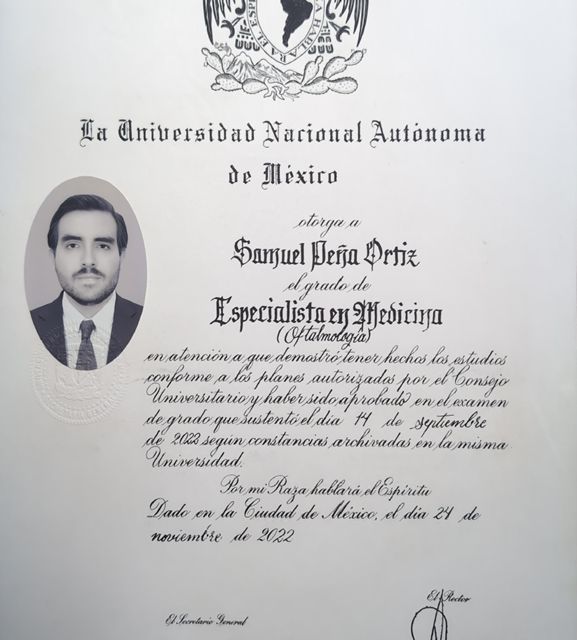 HABLARA EL ESP
La Universidad Nacional Autónoma
de México
otorga a
Samuel Peña Ortiz
el grado de
Especialista en Medicina
(Oftalmología)
en atención a que demostró tener hechos los estudios
conforme a los planes autorizados por el Consejo
Universitario y haber sido aprobado en el examen
de grado que sustentó el día 14 de septiembre
de 2022 según constancias archivadas en la misma
Universidad.
Por mi Raza hablará el Espíritu
Dado en la Ciudad de México, el día 24 de
noviembre de 2022
El Rector
El Secretario General